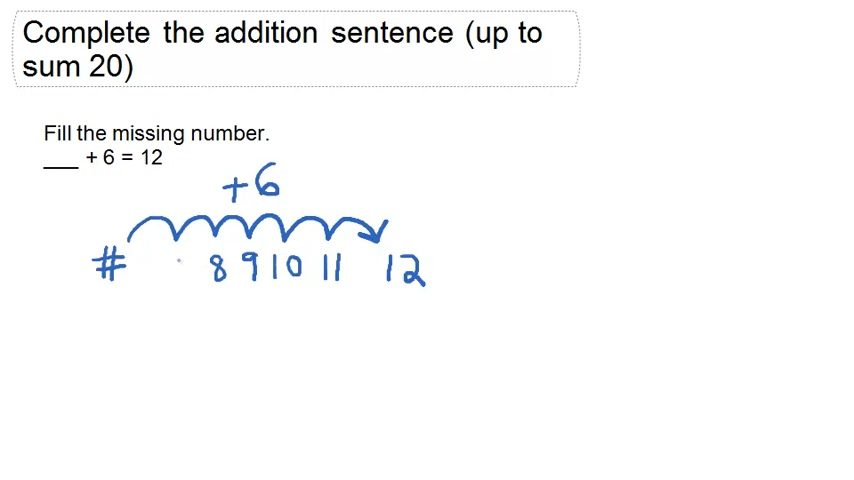 Complete the addition sentence (up to
sum 20)
Fill the missing number.
___ + 6 = 12
+6
# 8 9 10 11 12